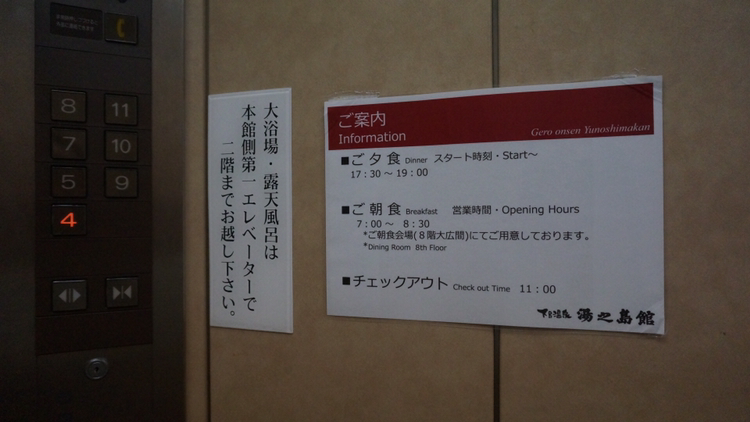 8
11
7
10
5
9
4
大浴場・露天風呂は
本館側第一エレベーターで
二階までお越し下さい。
ご案内
Information
Gero onsen Yunoshimakan
■ご夕食 Dinner スタート時刻・Start～
17：30 ～ 19：00
■ご朝食 Breakfast 営業時間・Opening Hours
7：00 ～ 8：30
*ご朝食会場(８階大広間)にてご用意しております。
*Dining Room 8th Floor
■チェックアウト Check out Time 11：00
下呂温泉 湯之島館